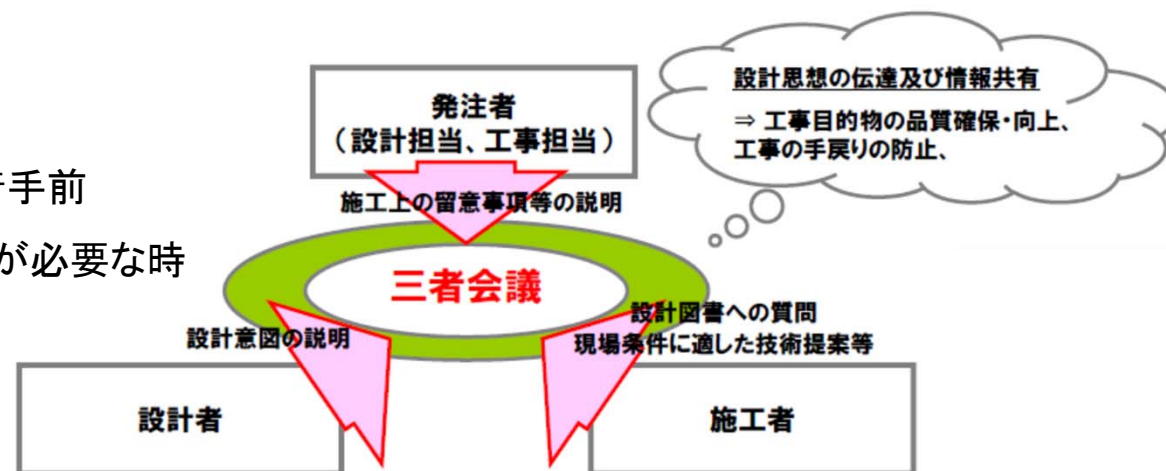 設計思想の伝達及び情報共有
⇒ 工事目的物の品質確保・向上、
工事の手戻りの防止、
発注者
（設計担当、工事担当）
手前
が必要な時
施工上の留意事項等の説明
三者会議
設計意図の説明
設計図書への質問
現場条件に適した技術提案等
設計者
施工者